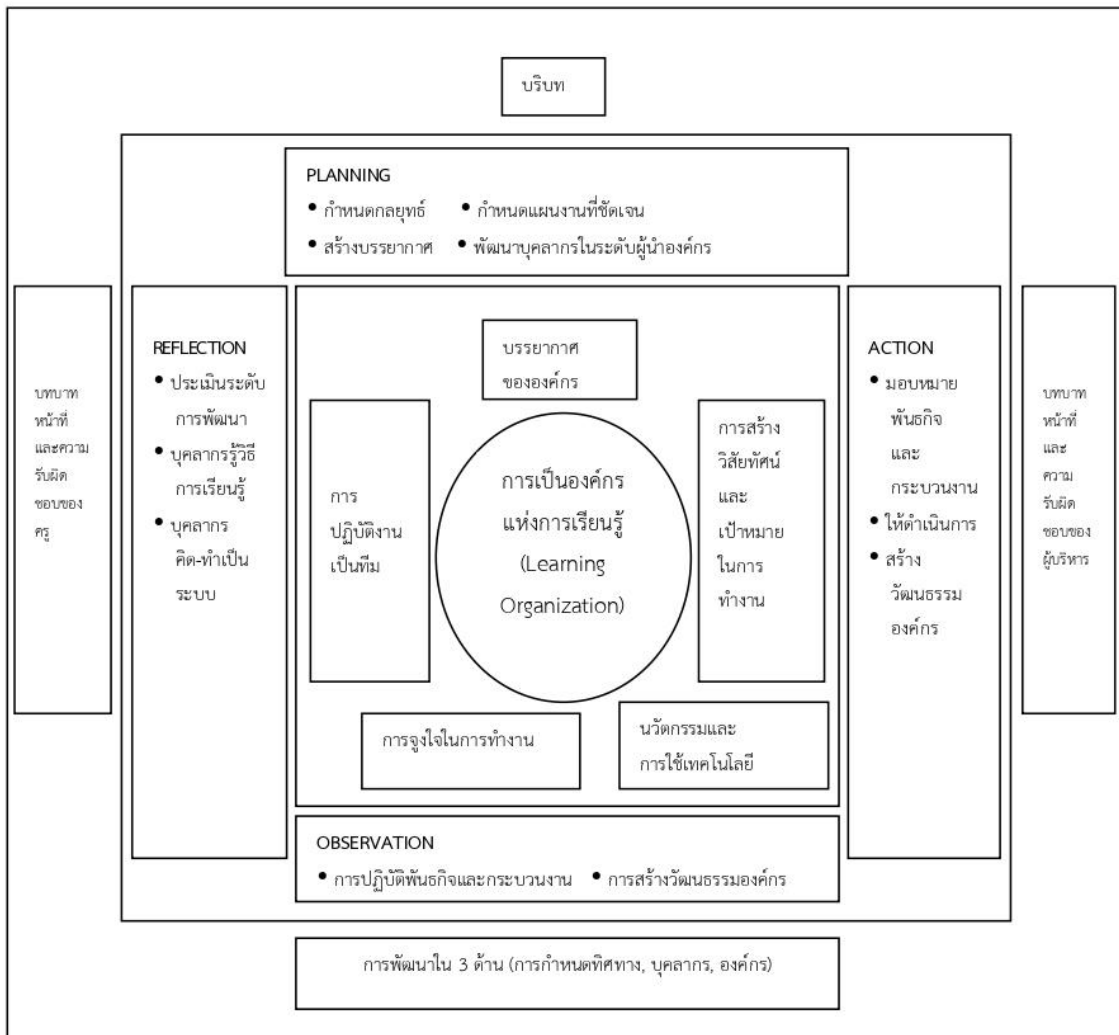 บริบท
PLANNING
• กำหนดกลยุทธ์ • กำหนดแผนงานที่ชัดเจน
• สร้างบรรยากาศ • พัฒนาบุคลากรในระดับผู้นำองค์กร
บทบาท
หน้าที่
และความ
รับผิด
ชอบของ
ครู
REFLECTION
• ประเมินระดับ
การพัฒนา
• บุคลากรรู้วิธี
การเรียนรู้
• บุคลากร
คิด-ทำเป็น
ระบบ
บรรยากาศ
ขององค์กร
การ
ปฏิบัติงาน
เป็นทีม
การเป็นองค์กร
แห่งการเรียนรู้
(Learning
Organization)
การสร้าง
วิสัยทัศน์
และ
เป้าหมาย
ในการ
ทำงาน
การจูงใจในการทำงาน
นวัตกรรมและ
การใช้เทคโนโลยี
ACTION
• มอบหมาย
พันธกิจ
และ
กระบวนงาน
• ให้ดำเนินการ
• สร้าง
วัฒนธรรม
องค์กร
บทบาท
หน้าที่
และ
ความ
รับผิด
ชอบของ
ผู้บริหาร
OBSERVATION
• การปฏิบัติพันธกิจและกระบวนงาน • การสร้างวัฒนธรรมองค์กร
การพัฒนาใน 3 ด้าน (การกำหนดทิศทาง, บุคลากร, องค์กร)